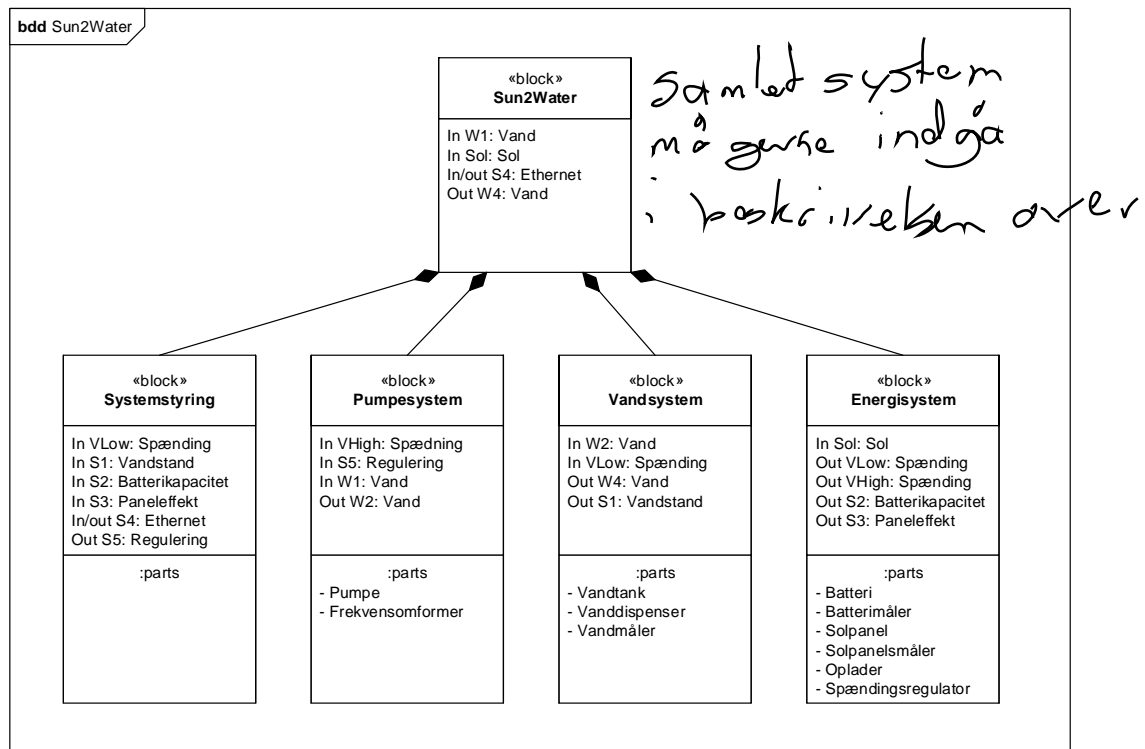 bdd Sun2Water
«block»
Sun2Water
In W1: Vand
In Sol: Sol
In/out S4: Ethernet
Out W4: Vand
Samlet system
må gerne indgå
i beskrivelsen over
«block»
Systemstyring
In VLow: Spænding
In S1: Vandstand
In S2: Batterikapacitet
In S3: Paneleffekt
In/out S4: Ethernet
Out S5: Regulering
:parts
«block»
Pumpesystem
In VHigh: Spædning
In S5: Regulering
In W1: Vand
Out W2: Vand
:parts
- Pumpe
- Frekvensomformer
«block»
Vandsystem
In W2: Vand
In VLow: Spænding
Out W4: Vand
Out S1: Vandstand
:parts
- Vandtank
- Vanddispenser
- Vandmåler
«block»
Energisystem
In Sol: Sol
Out VLow: Spænding
Out VHigh: Spænding
Out S2: Batterikapacitet
Out S3: Paneleffekt
:parts
- Batteri
- Batterimåler
- Solpanel
- Solpanelsmåler
- Oplader
- Spændingsregulator